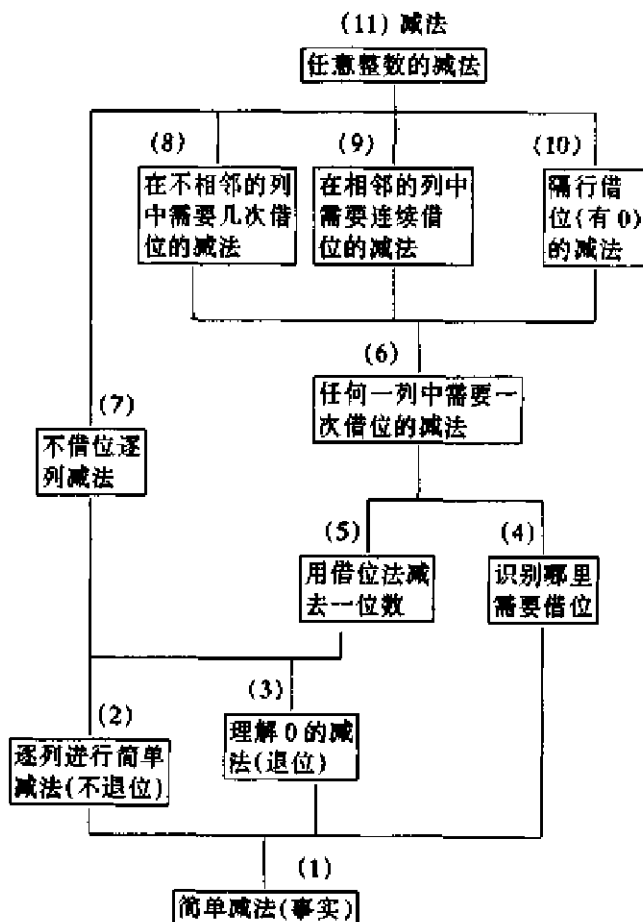 (11) 减法
任意整数的减法
(8)
在不相邻的列
中需要几次借
位的减法
(9)
在相邻的列中
需要连续借
位的减法
(10)
隔行借
位(有0)
的减法
(6)
任何一列中需要一
次借位的减法
(7)
不借位逐
列减法
(5)
用借位法减
去一位数
(4)
识别哪里
需要借位
(3)
理解0的减
法(退位)
(2)
逐列进行简单
减法(不退位)
(1)
简单减法(事实)